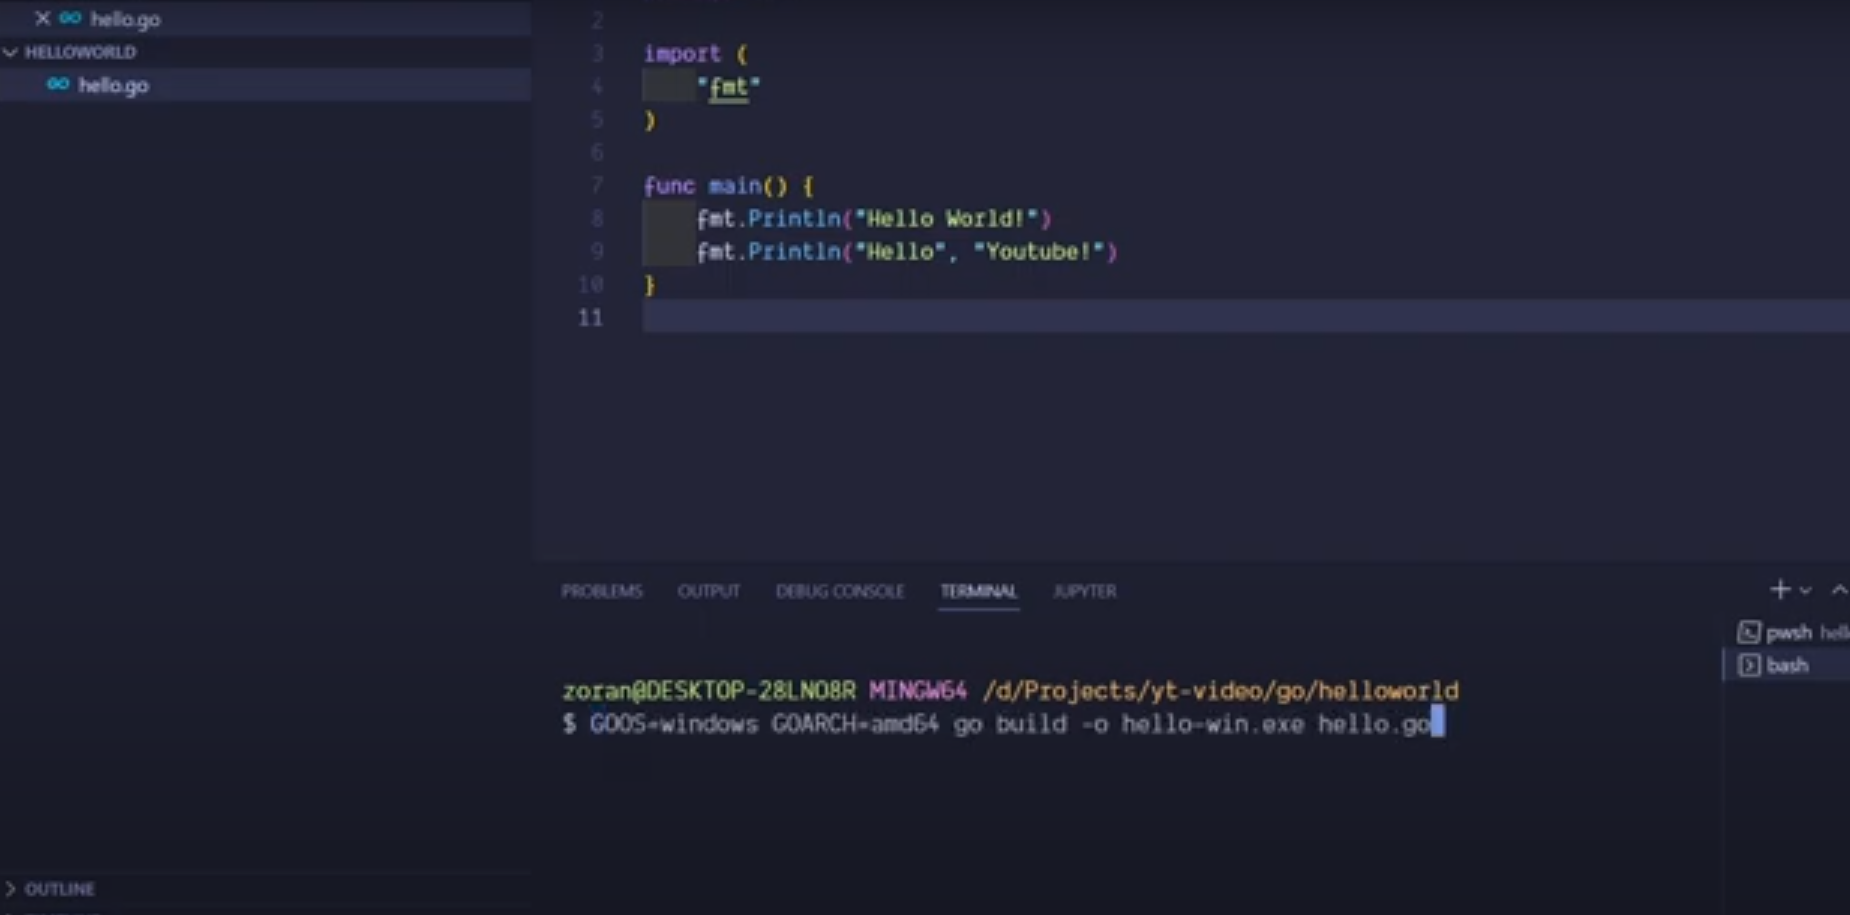 hello.go
HELLOWORLD
hello.go
2
3 import (
4 "fmt"
5 )
6
7 func main() {
8 fmt.Println("Hello World!")
9 fmt.Println("Hello", "Youtube!")
10 }
11
PROBLEMS OUTPUT DEBUG CONSOLE TERMINAL JUPYTER
pwsh hell
bash
zoran@DESKTOP-28LNO8R MINGW64 /d/Projects/yt-video/go/helloworld
$ GOOS=windows GOARCH=amd64 go build -o hello-win.exe hello.go
OUTLINE